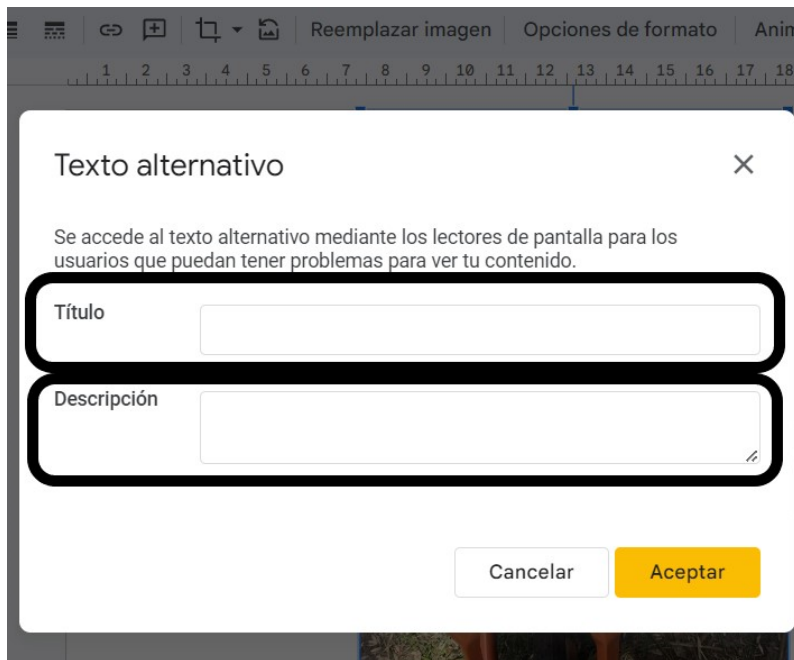 Reemplazar imagen Opciones de formato Anim
1 2 3 4 5 6 7 8 9 10 11 12 13 14 15 16 17 18
Texto alternativo
Se accede al texto alternativo mediante los lectores de pantalla para los
usuarios que puedan tener problemas para ver tu contenido.
Título
Descripción
Cancelar Aceptar